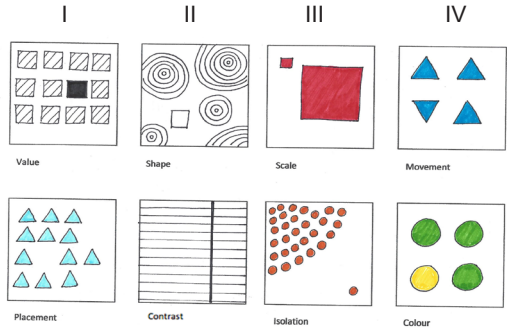 I II III IV
Value Shape Scale Movement
Placement Contrast Isolation Colour